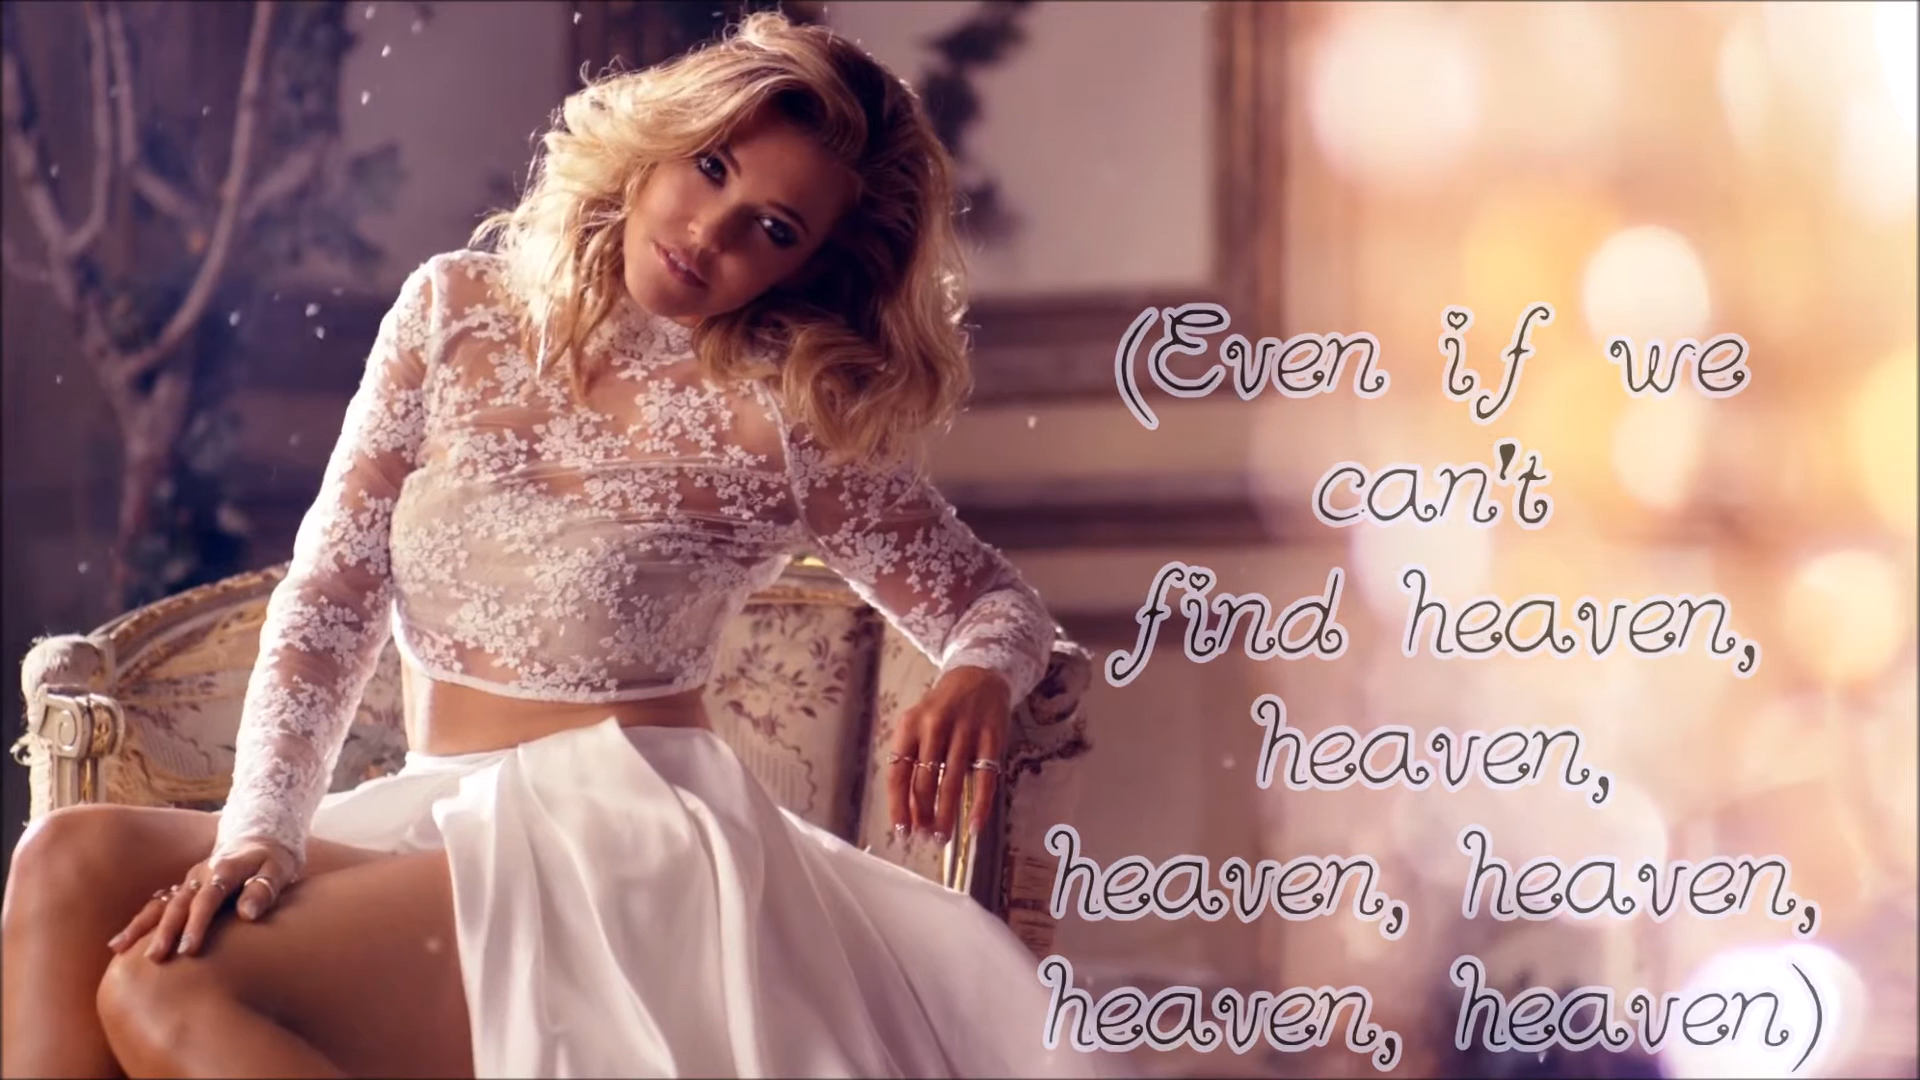 (Even if we
can't
find heaven,
heaven,
heaven, heaven,
heaven, heaven)